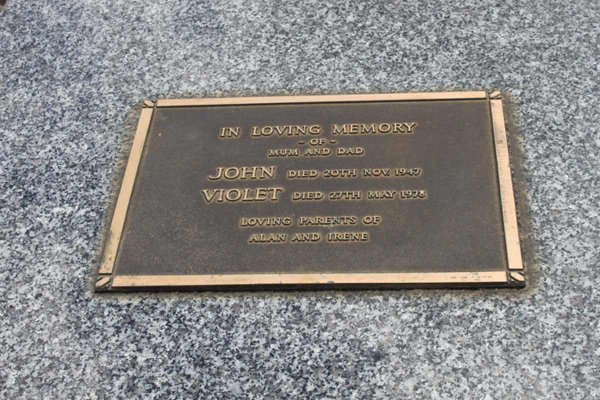 IN LOVING MEMORY
~ OF ~
MUM AND DAD
JOHN DIED 20TH NOV. 1947
VIOLET DIED 27TH MAY 1978
LOVING PARENTS OF
ALAN AND IRENE